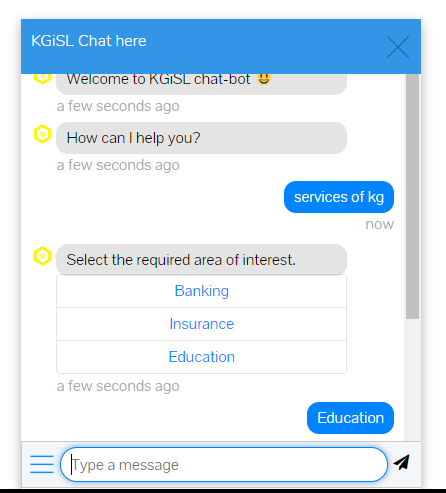 KGiSL Chat here
Welcome to KGiSL chat-bot 😃
a few seconds ago
How can I help you?
a few seconds ago
services of kg
now
Select the required area of interest.
Banking
Insurance
Education
a few seconds ago
Education
Type a message